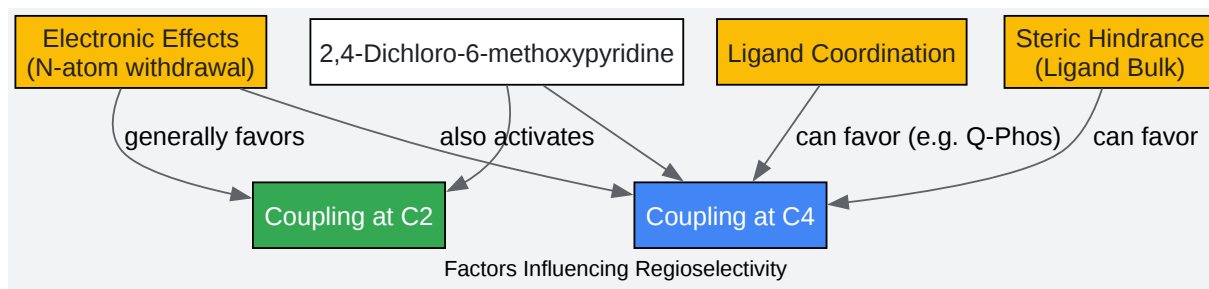 Electronic Effects
(N-atom withdrawal)
2,4-Dichloro-6-methoxypyridine
Ligand Coordination
Steric Hindrance
(Ligand Bulk)
generally favors
also activates
can favor (e.g. Q-Phos)
can favor
Coupling at C2
Coupling at C4
Factors Influencing Regioselectivity